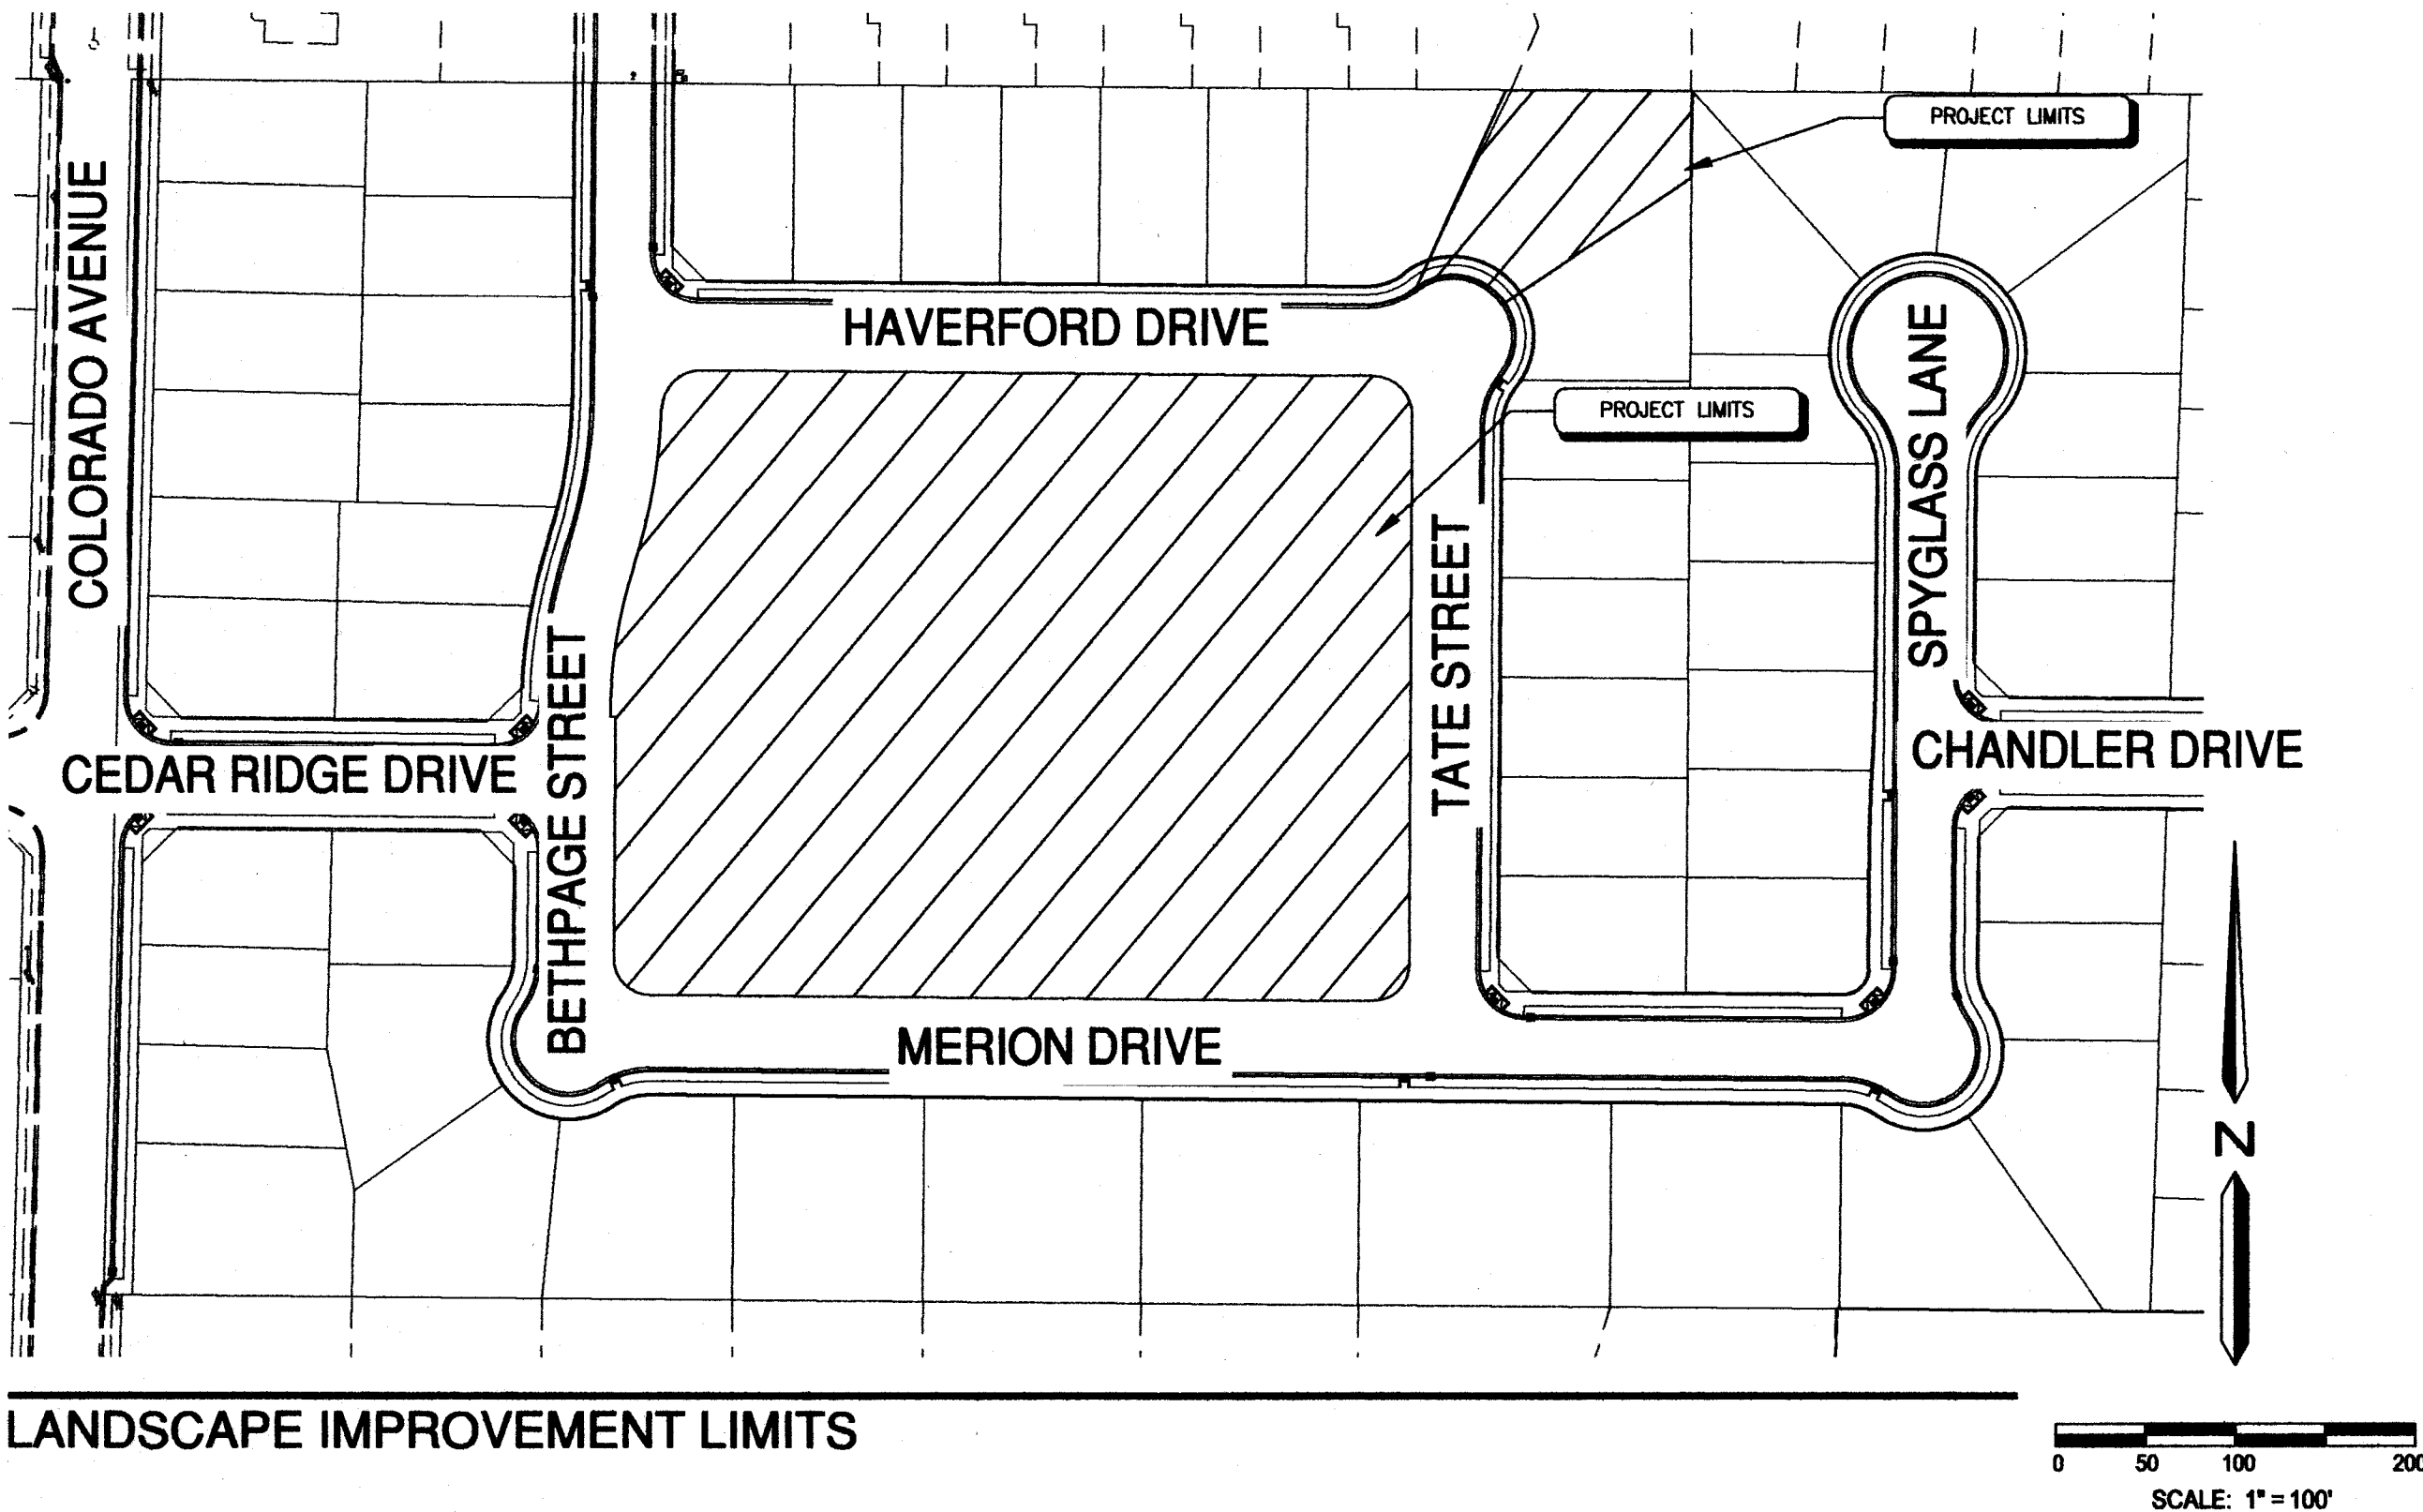 PROJECT LIMITS
COLORADO AVENUE
HAVERFORD DRIVE
SPYGLASS LANE
PROJECT LIMITS
TATE STREET
BETHPAGE STREET
CHANDLER DRIVE
CEDAR RIDGE DRIVE
MERION DRIVE
N
LANDSCAPE IMPROVEMENT LIMITS
0 50 100 200
SCALE: 1" = 100'